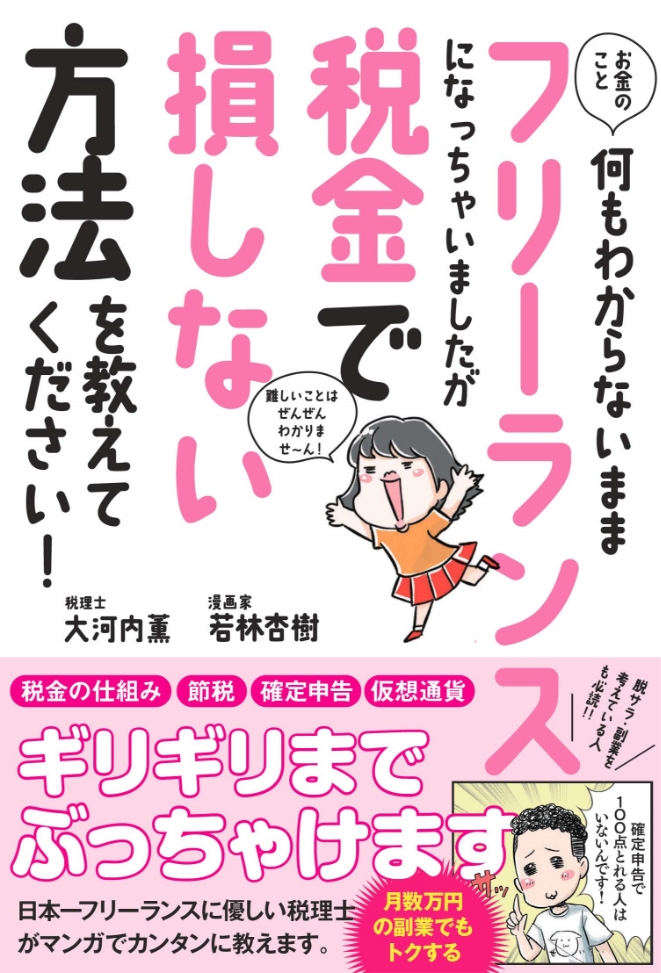 お金の
こと
何もわからないまま
フリーランス
になっちゃいましたが
税金で
損しない
方法
を教えて
ください！
難しいことは
ぜんぜん
わかりま
せ〜ん！
税理士
大河内薫
漫画家
若林杏樹
脱サラ・副業を
考えている人
も必読!!
税金の仕組み
節税
確定申告
仮想通貨
ギリギリまで
ぶっちゃけます
確定申告で
100点とれる人は
いないんです！
サッ
日本一フリーランスに優しい税理士
がマンガでカンタンに教えます。
月数万円
の副業でも
トクする